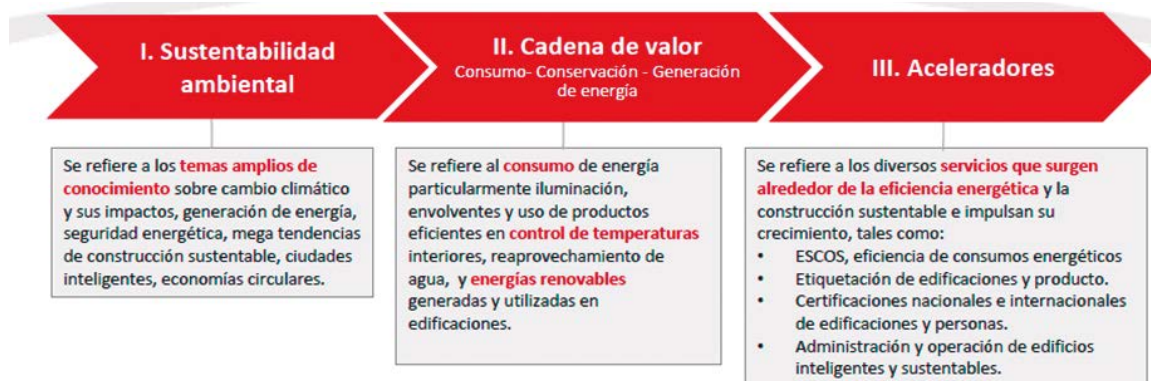 I. Sustentabilidad
ambiental
II. Cadena de valor
Consumo- Conservación - Generación
de energía
III. Aceleradores
Se refiere a los temas amplios de
conocimiento sobre cambio climático
y sus impactos, generación de energía,
seguridad energética, mega tendencias
de construcción sustentable, ciudades
inteligentes, economías circulares.
Se refiere al consumo de energía
particularmente iluminación,
envolventes y uso de productos
eficientes en control de temperaturas
interiores, reaprovechamiento de
agua, y energías renovables
generadas y utilizadas en
edificaciones.
Se refiere a los diversos servicios que surgen
alrededor de la eficiencia energética y la
construcción sustentable e impulsan su
crecimiento, tales como:
• ESCOS, eficiencia de consumos energéticos
• Etiquetación de edificaciones y producto.
• Certificaciones nacionales e internacionales
de edificaciones y personas.
• Administración y operación de edificios
inteligentes y sustentables.